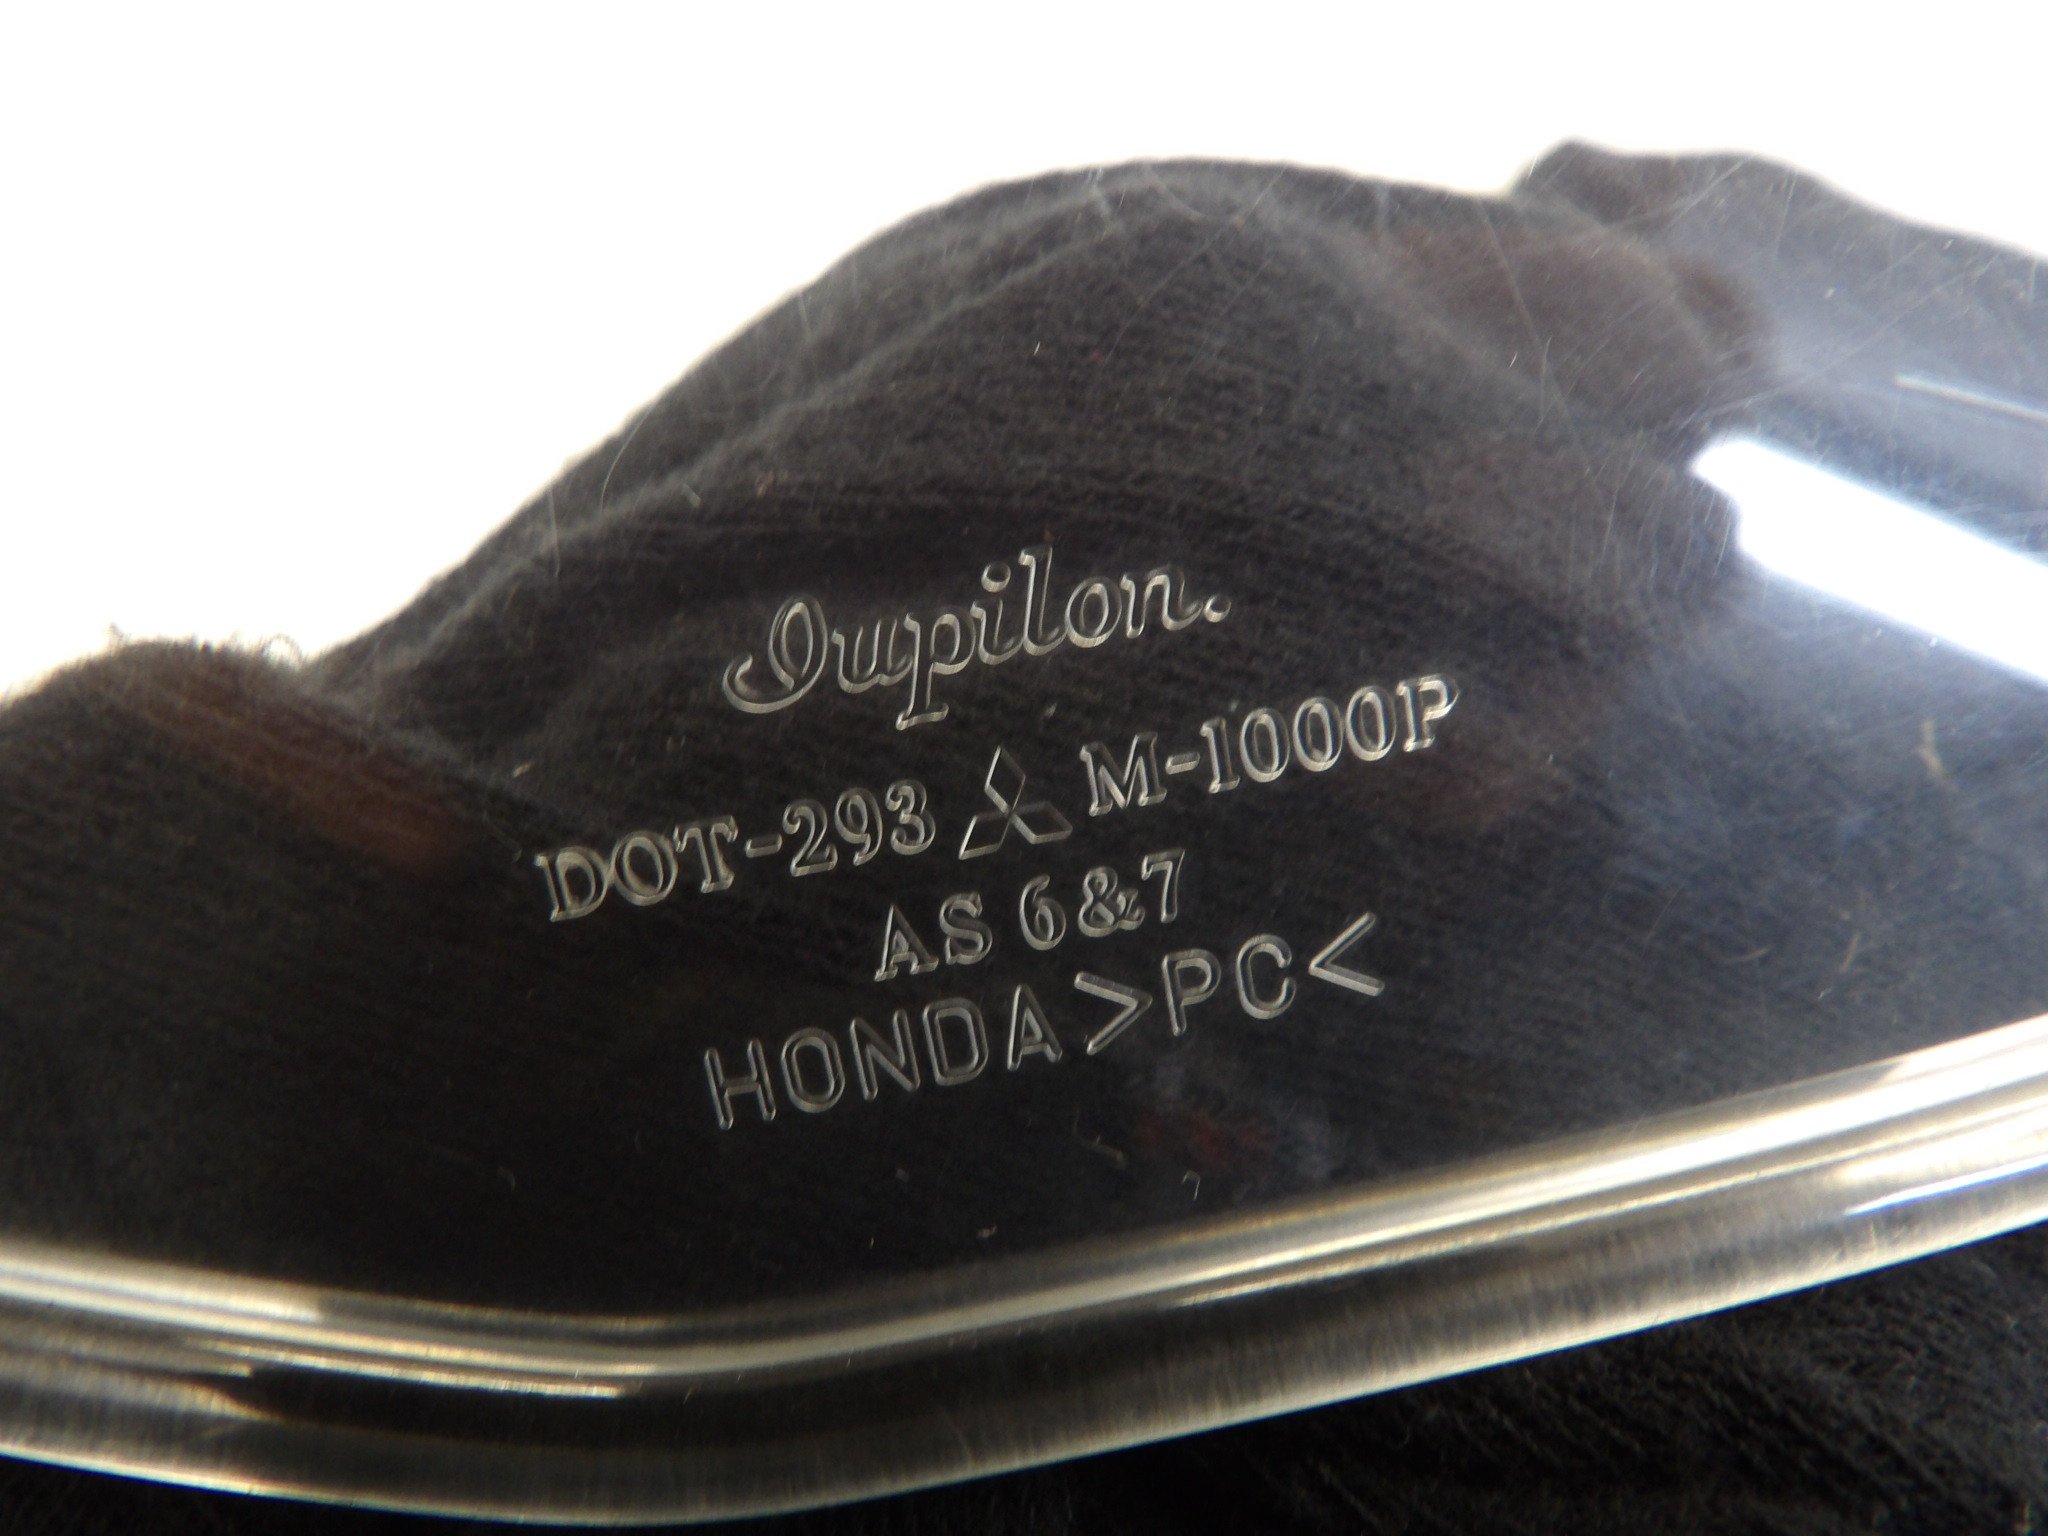 Iupilon.
DOT-293 M-1000P
AS 6&7
HONDA>PC<